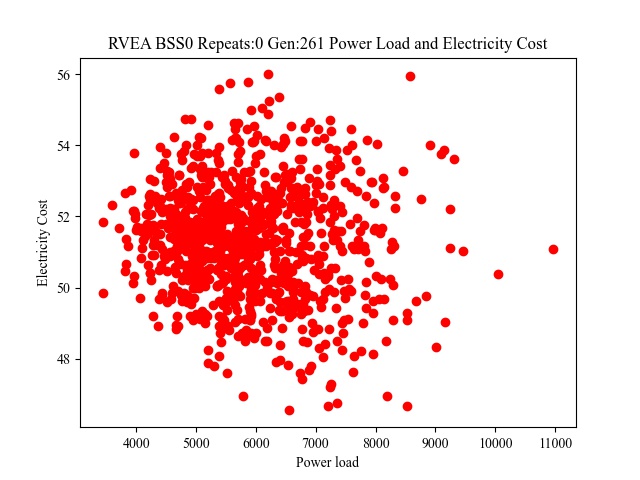 RVEA BSS0 Repeats:0 Gen:261 Power Load and Electricity Cost
56
54
52
50
48
Electricity Cost
4000 5000 6000 7000 8000 9000 10000 11000
Power load